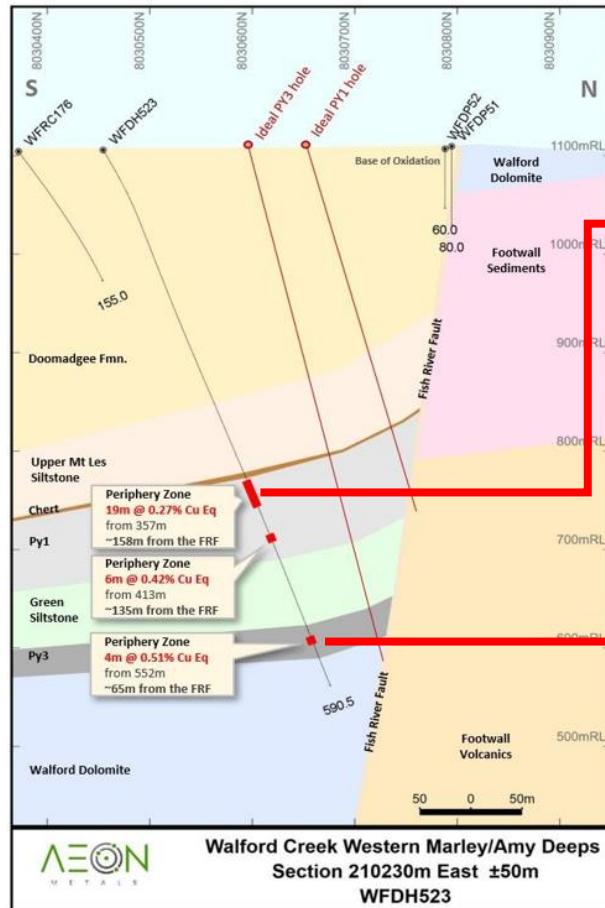 8030400N
8030500N
8030600N
8030700N
8030800N
8030900N
S
N
WFRC176
WFDH523
Ideal PY3 hole
Ideal PY1 hole
WFDP52
WFDP51
1100mRL
Base of Oxidation
Walford
Dolomite
60.0
80.0
1000mRL
Footwall
Sediments
155.0
Doomadgee Fmn.
Fish River Fault
900mRL
800mRL
Upper Mt Les
Siltstone
Chert
Py1
Periphery Zone
19m @ 0.27% Cu Eq
from 357m
~158m from the FRF
700mRL
Periphery Zone
6m @ 0.42% Cu Eq
from 413m
~135m from the FRF
Green
Siltstone
600mRL
Py3
Periphery Zone
4m @ 0.51% Cu Eq
from 552m
~65m from the FRF
590.5
Fish River Fault
Footwall
Volcanics
500mRL
Walford Dolomite
50 0 50m
AEON
METALS
Walford Creek Western Marley/Amy Deeps
Section 210230m East ±50m
WFDH523